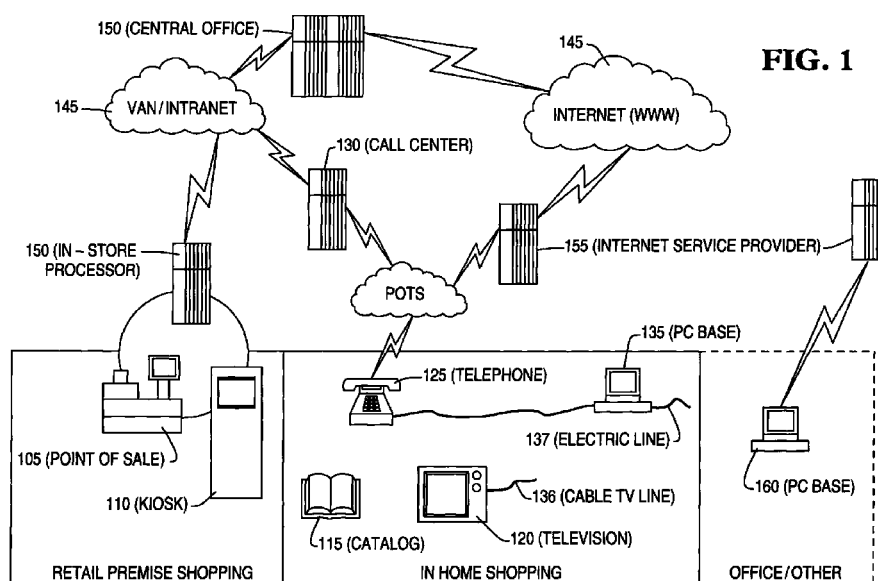 150 (CENTRAL OFFICE)
145
FIG. 1
145
VAN/INTRANET
INTERNET (WWW)
130 (CALL CENTER)
150 (IN-STORE
PROCESSOR)
155 (INTERNET SERVICE PROVIDER)
POTS
135 (PC BASE)
125 (TELEPHONE)
137 (ELECTRIC LINE)
105 (POINT OF SALE)
160 (PC BASE)
136 (CABLE TV LINE)
110 (KIOSK)
120 (TELEVISION)
115 (CATALOG)
RETAIL PREMISE SHOPPING
IN HOME SHOPPING
OFFICE/OTHER